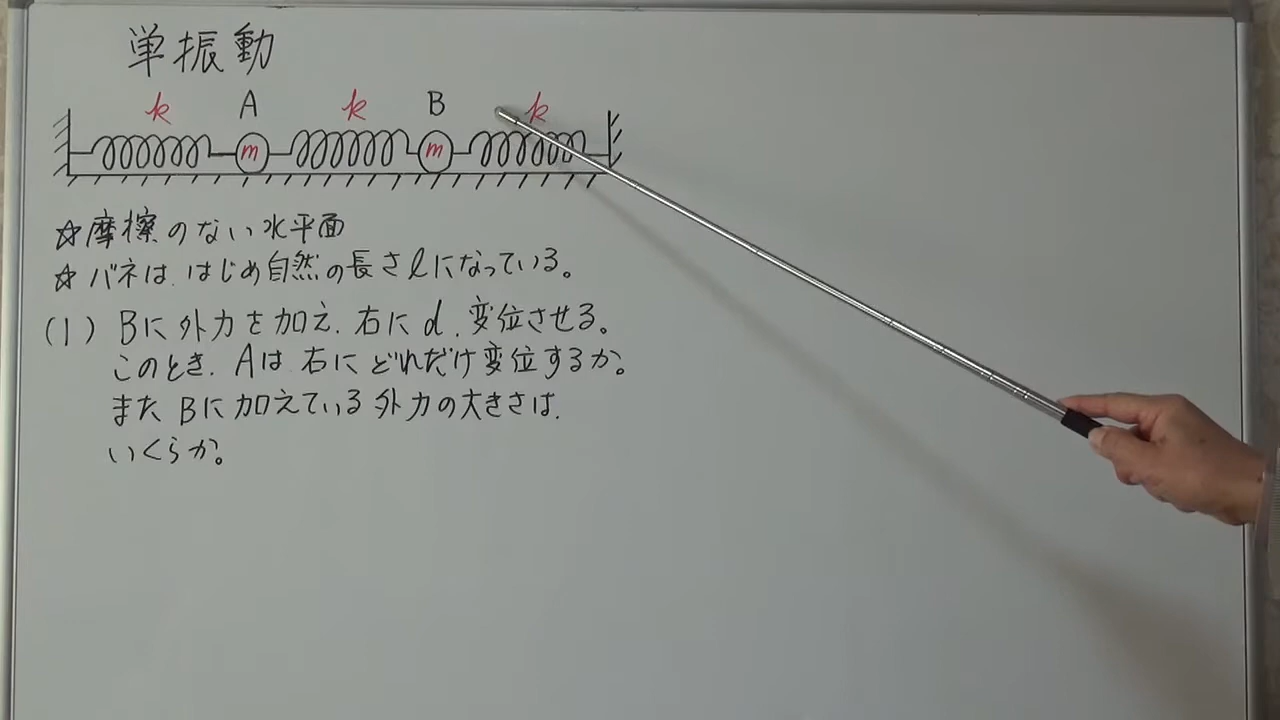 単振動
k A k B k
m m
☆摩擦のない水平面
☆バネは、はじめ自然の長さlになっている。
(1) Bに外力を加え、右にd、変位させる。
このとき、Aは右にどれだけ変位するか。
またBに加えている外力の大きさは、
いくらか。